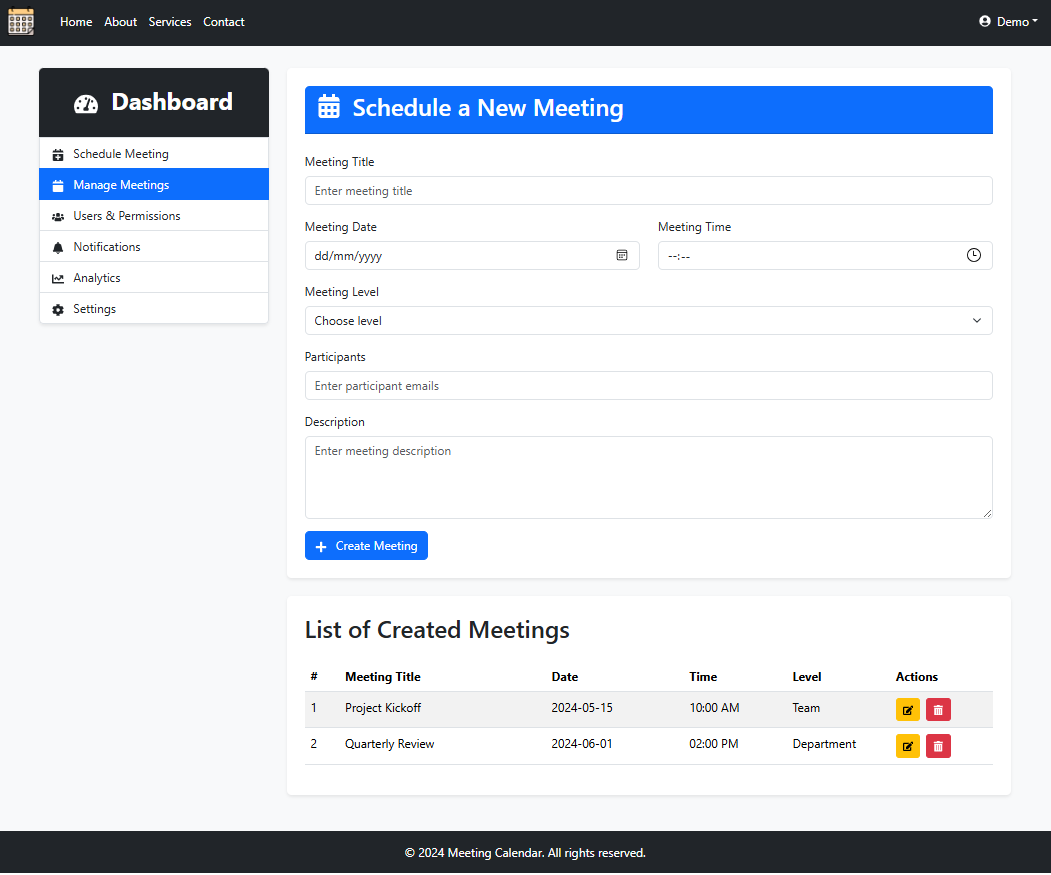 Home About Services Contact Demo
Dashboard
Schedule Meeting
Manage Meetings
Users & Permissions
Notifications
Analytics
Settings
Schedule a New Meeting
Meeting Title
Enter meeting title
Meeting Date Meeting Time
dd/mm/yyyy --:--
Meeting Level
Choose level
Participants
Enter participant emails
Description
Enter meeting description
Create Meeting
List of Created Meetings
# Meeting Title Date Time Level Actions
1 Project Kickoff 2024-05-15 10:00 AM Team
2 Quarterly Review 2024-06-01 02:00 PM Department
© 2024 Meeting Calendar. All rights reserved.